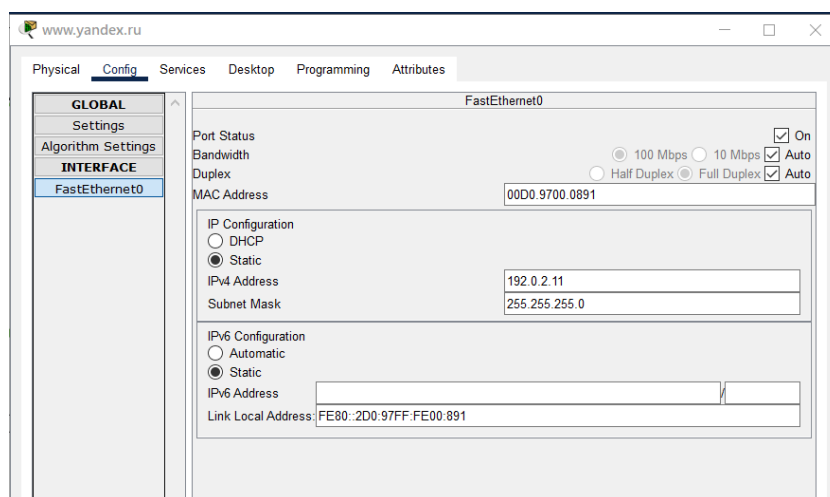 www.yandex.ru
Physical Config Services Desktop Programming Attributes
GLOBAL
Settings
Algorithm Settings
INTERFACE
FastEthernet0
FastEthernet0
Port Status On
Bandwidth 100 Mbps 10 Mbps Auto
Duplex Half Duplex Full Duplex Auto
MAC Address 00D0.9700.0891
IP Configuration
DHCP
Static
IPv4 Address 192.0.2.11
Subnet Mask 255.255.255.0
IPv6 Configuration
Automatic
Static
IPv6 Address /
Link Local Address: FE80::2D0:97FF:FE00:891